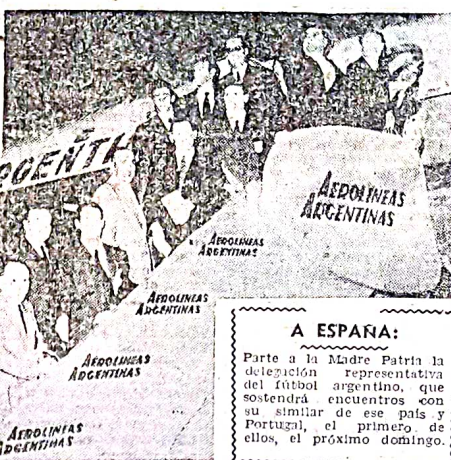 ARGENTI
AEROLINEAS
ARGENTINAS
AEROLINEAS
ARGENTINAS
AEROLINEAS
ARGENTINAS
AEROLINEAS
ARGENTINAS
AEROLINEAS
ARGENTINAS
A ESPAÑA:
Parte a la Madre Patria la
delegación representativa
del fútbol argentino, que
sostendrá encuentros con
su similar de ese país y
Portugal, el primero de
ellos, el próximo domingo.